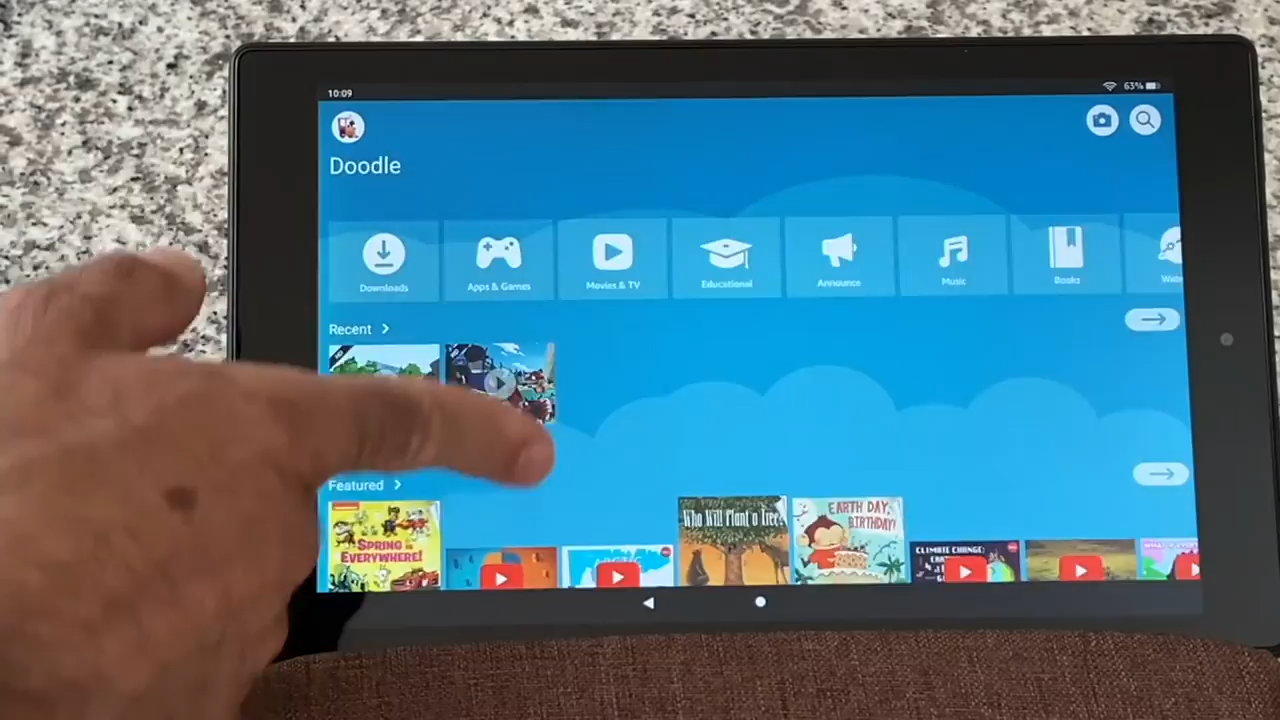 10:09
63%
Doodle
Downloads
Apps & Games
Movies & TV
Educational
Announce
Music
Books
Recent
Featured
SPRING IS
EVERYWHERE!
Who Will Plant a Tree?
EARTH DAY,
BIRTHDAY!
CLIMATE CHANGE: